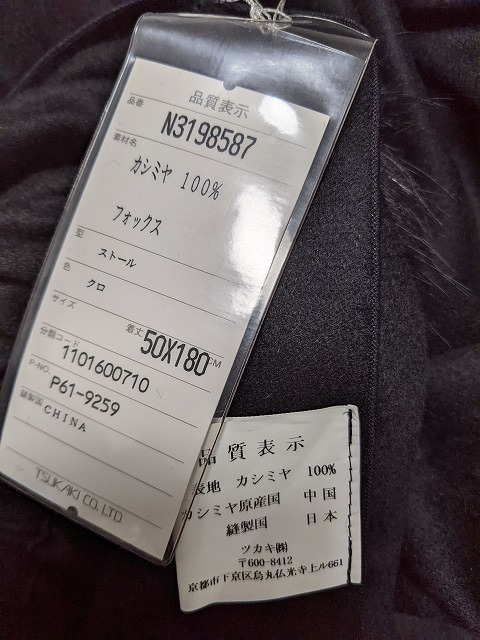 品質表示
品番
N3198587
素材名
カシミヤ 100%
フォックス
型
ストール
色
クロ
サイズ
着丈 50X180CM
分類コード
1101600710
P-NO
P61-9259
縫製国
CHINA
TSUKAKI CO.,LTD
品質表示
表地 カシミヤ 100%
カシミヤ原産国 中国
縫製国 日本
ツカキ㈱
〒600-8412
京都市下京区烏丸仏光寺上ル661